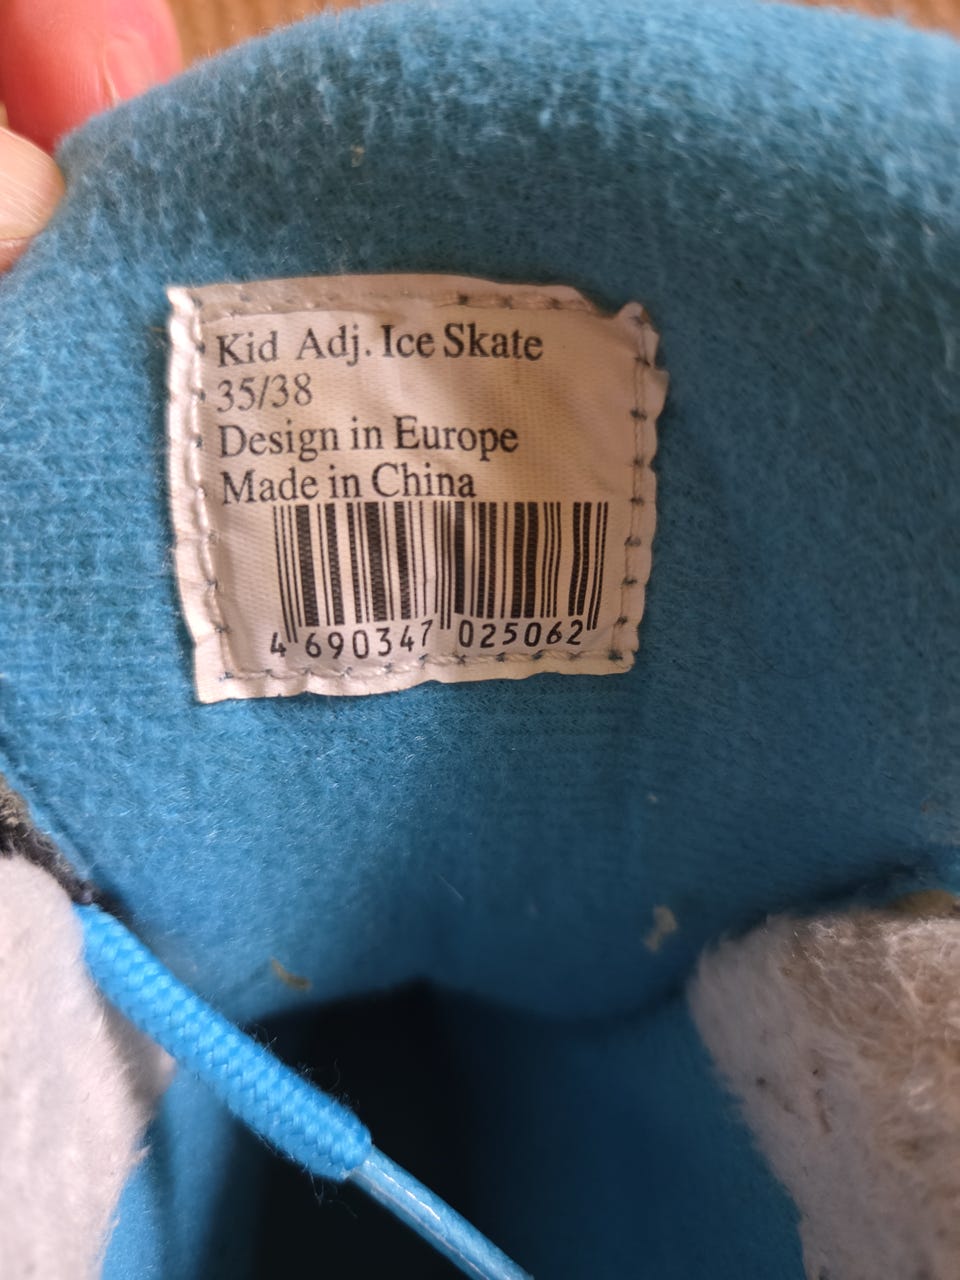 Kid Adj. Ice Skate
35/38
Design in Europe
Made in China
4 690347 025062